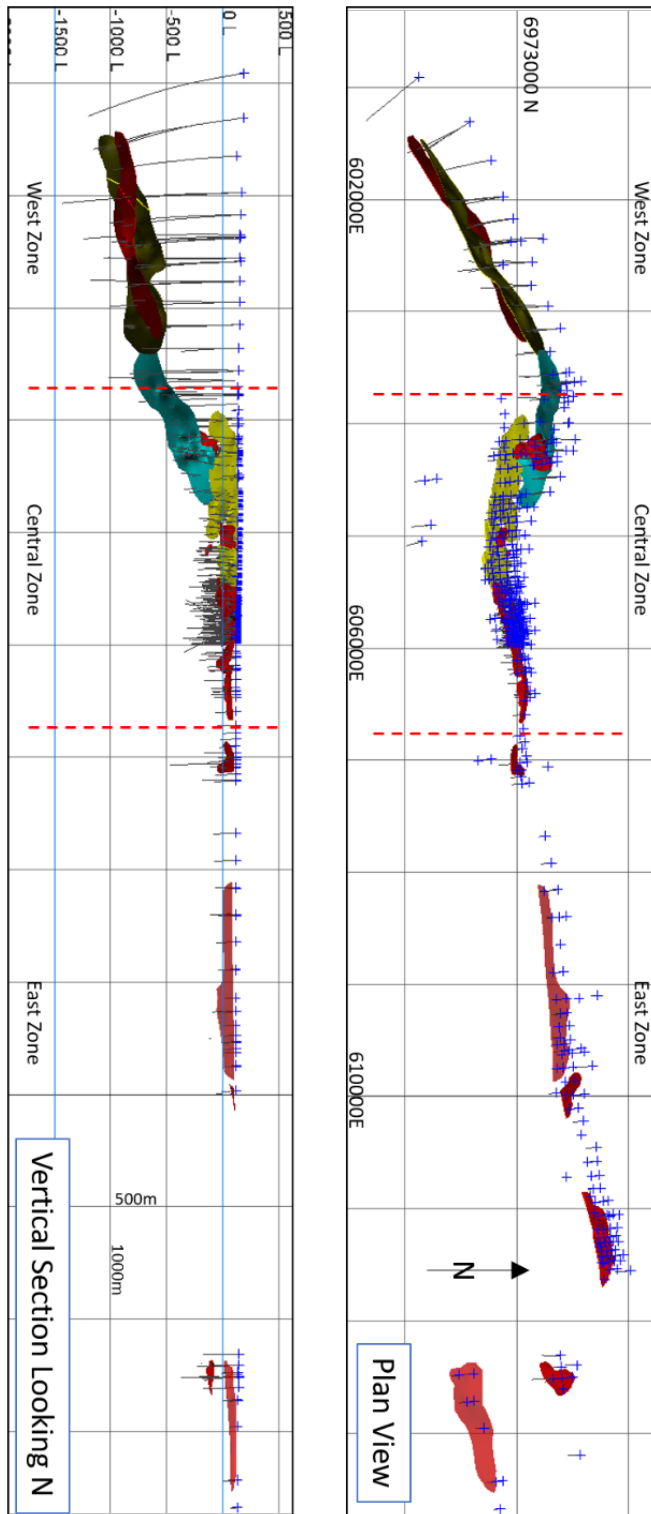 6973000 N
602000E
606000E
610000E
West Zone
Central Zone
East Zone
N
Plan View
500 L
0 L
-500 L
-1000 L
-1500 L
West Zone
Central Zone
East Zone
500m
1000m
Vertical Section Looking N